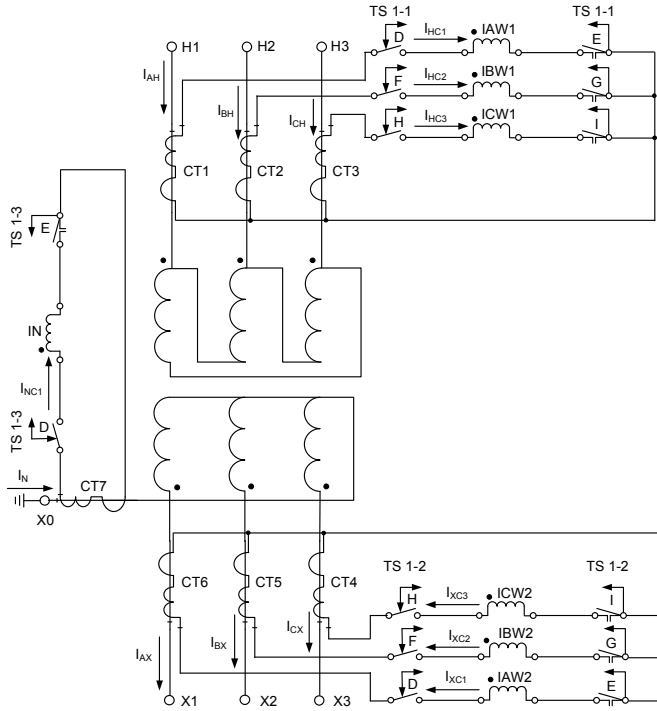 TS 1-1 TS 1-1
H1 H2 H3 D I_HC1 IAW1 E
I_AH F I_HC2 IBW1 G
I_BH I_CH H I_HC3 ICW1 I
CT1 CT2 CT3
TS 1-3 E
IN
I_NC1
TS 1-3 D
I_N
CT7
X0
TS 1-2 TS 1-2
CT6 CT5 CT4 H I_XC3 ICW2 I
I_AX I_BX I_CX F I_XC2 IBW2 G
D I_XC1 IAW2 E
X1 X2 X3